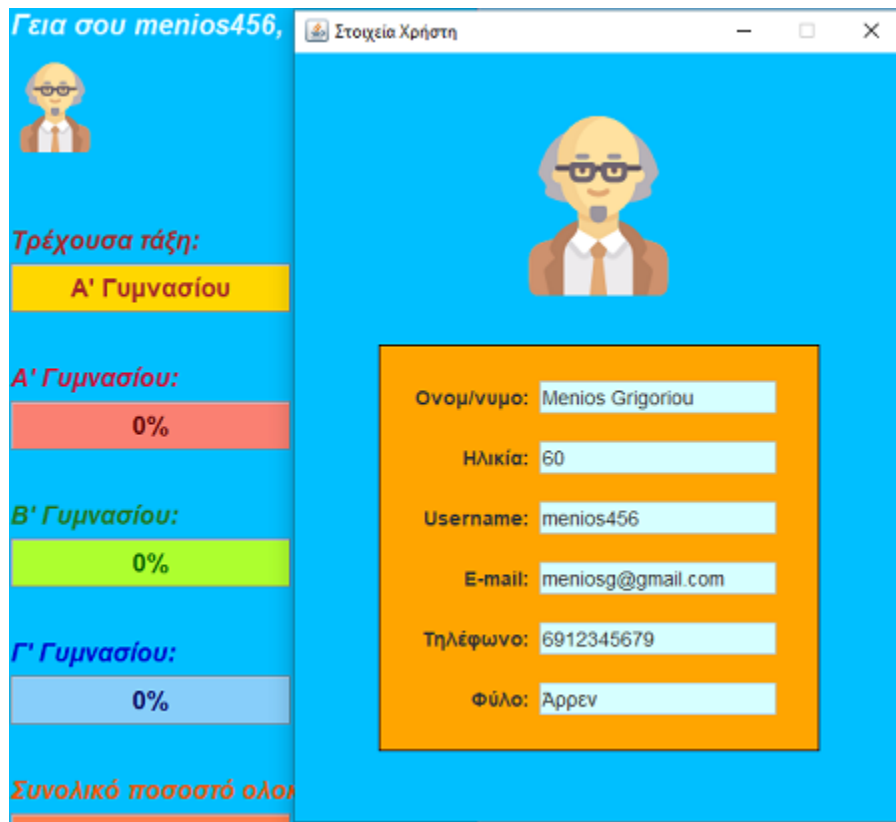 Γεια σου menios456,
Τρέχουσα τάξη:
Α' Γυμνασίου
Α' Γυμνασίου:
0%
Β' Γυμνασίου:
0%
Γ' Γυμνασίου:
0%
Συνολικό ποσοστό
Στοιχεία Χρήστη
Ονομ/νυμο: Menios Grigoriou
Ηλικία: 60
Username: menios456
E-mail: meniosg@gmail.com
Τηλέφωνο: 6912345679
Φύλο: Άρρεν